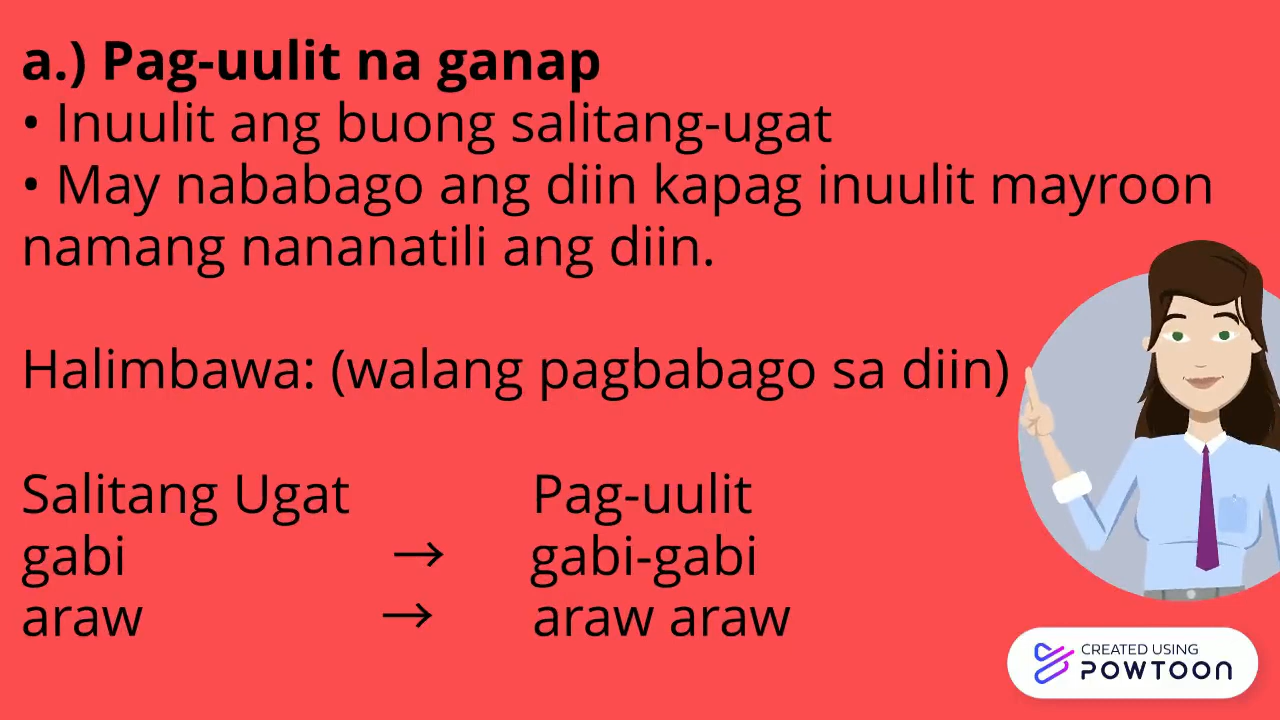 a.) Pag-uulit na ganap
• Inuulit ang buong salitang-ugat
• May nababago ang diin kapag inuulit mayroon
namang nananatili ang diin.
Halimbawa: (walang pagbabago sa diin)
Salitang Ugat Pag-uulit
gabi → gabi-gabi
araw → araw araw
CREATED USING
POWTOON